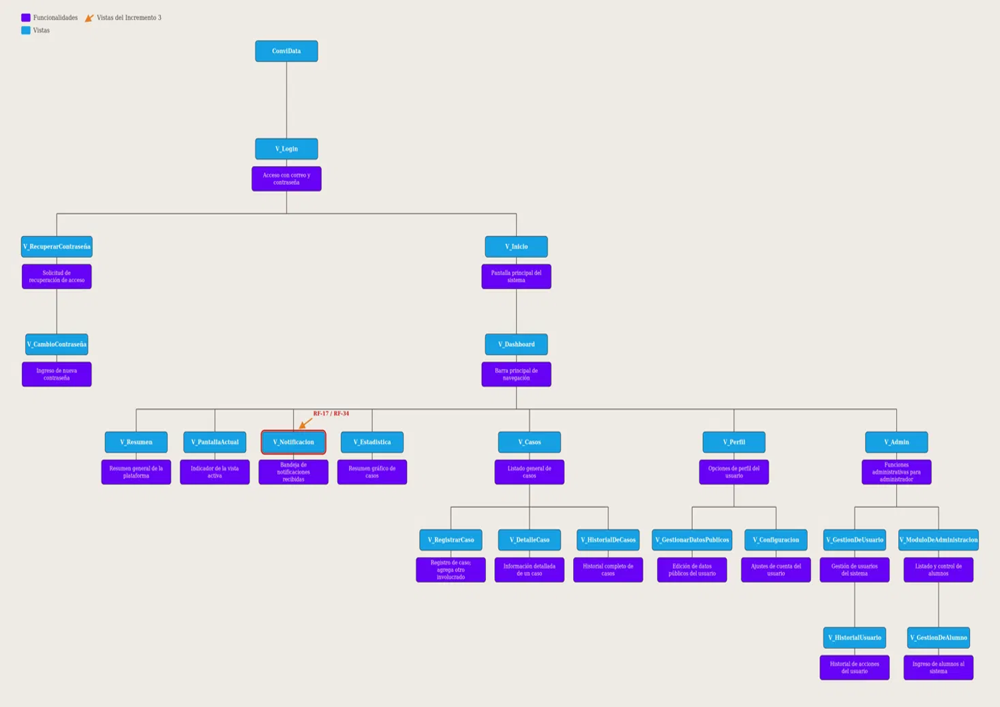 Funcionalidades
Vistas del Incremento 3
Vistas
ConviData
V_Login
Acceso con correo y
contraseña
V_RecuperarContraseña
Solicitud de
recuperación de acceso
V_Inicio
Pantalla principal del
sistema
V_CambioContraseña
Ingreso de nueva
contraseña
V_Dashboard
Barra principal de
navegación
RF-17 / RF-34
V_Resumen
Resumen general de la
plataforma
V_PantallaActual
Indicador de la vista
activa
V_Notificacion
Bandeja de
notificaciones
recibidas
V_Estadistica
Resumen gráfico de
casos
V_Casos
Listado general de
casos
V_Perfil
Opciones de perfil del
usuario
V_Admin
Funciones
administrativas para
administrador
V_RegistrarCaso
Registro de caso;
agrega otro
involucrado
V_DetalleCaso
Información detallada
de un caso
V_HistorialDeCasos
Historial completo de
casos
V_GestionarDatosPublicos
Edición de datos
públicos del usuario
V_Configuracion
Ajustes de cuenta del
usuario
V_GestionDeUsuario
Gestión de usuarios
del sistema
V_ModuloDeAdministracion
Listado y control de
alumnos
V_HistorialUsuario
Historial de acciones
del usuario
V_GestionDeAlumno
Ingreso de alumnos al
sistema